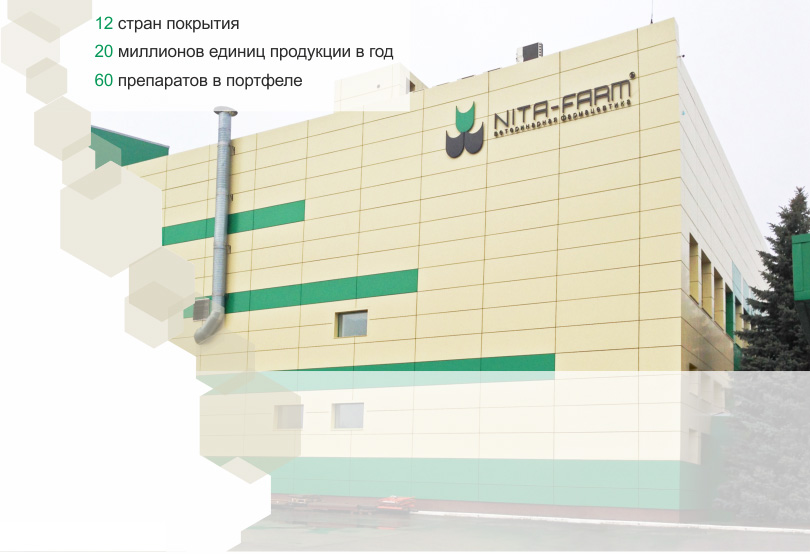 12 стран покрытия
20 миллионов единиц продукции в год
60 препаратов в портфеле
NITA-FARM®
ветеринарная фармацевтика